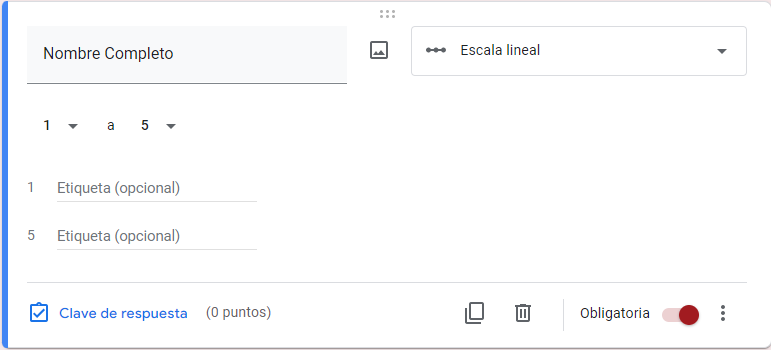 Nombre Completo
Escala lineal
1 a 5
1 Etiqueta (opcional)
5 Etiqueta (opcional)
Clave de respuesta (0 puntos) Obligatoria